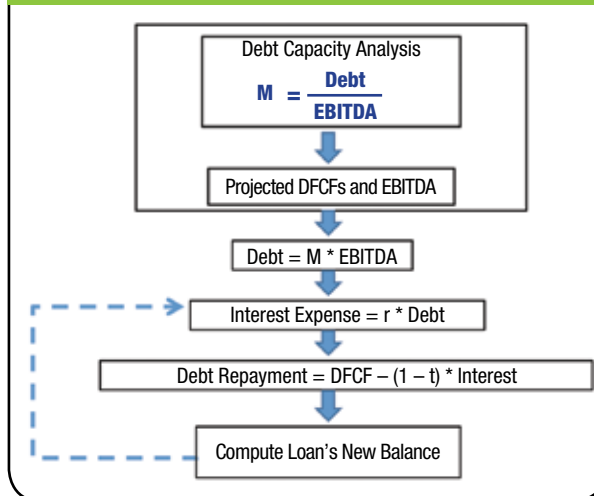 Debt Capacity Analysis
M = Debt
EBITDA
Projected DFCFs and EBITDA
Debt = M * EBITDA
Interest Expense = r * Debt
Debt Repayment = DFCF – (1 – t) * Interest
Compute Loan's New Balance